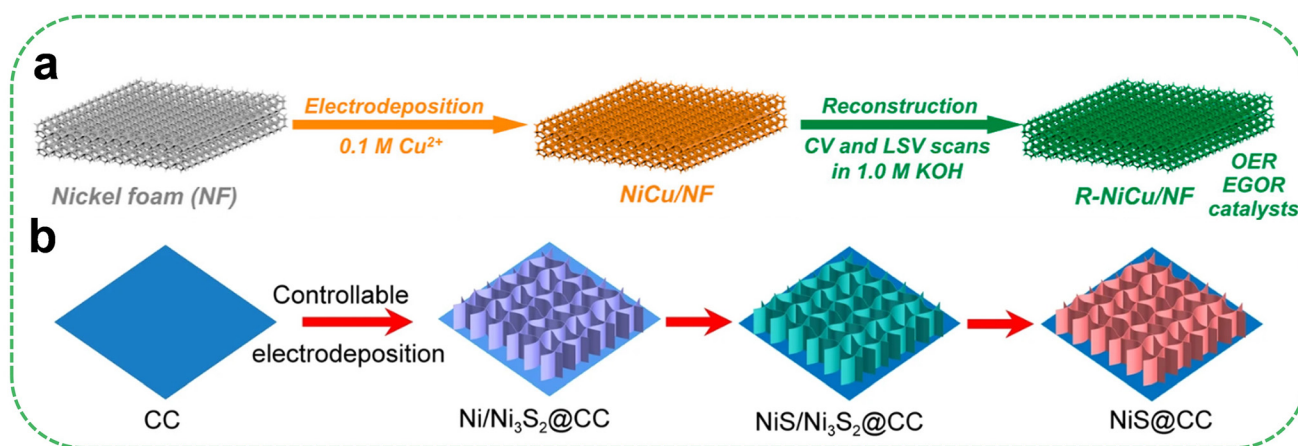 a
Electrodeposition
0.1 M Cu²⁺
Reconstruction
CV and LSV scans
in 1.0 M KOH
Nickel foam (NF)
NiCu/NF
R-NiCu/NF
OER
EGOR
catalysts
b
Controllable
electrodeposition
CC
Ni/Ni₃S₂@CC
NiS/Ni₃S₂@CC
NiS@CC